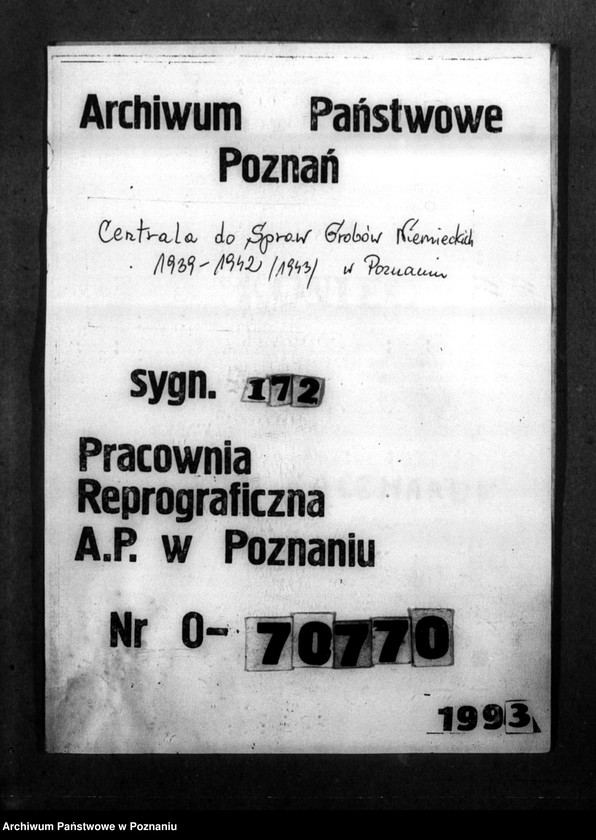 Archiwum Państwowe
Poznań
Centrala do Spraw Grobów Niemieckich
1939-1942 /1943/ w Poznaniu
sygn. 172
Pracownia
Reprograficzna
A.P. w Poznaniu
Nr 0- 70770
1993
Archiwum Państwowe w Poznaniu